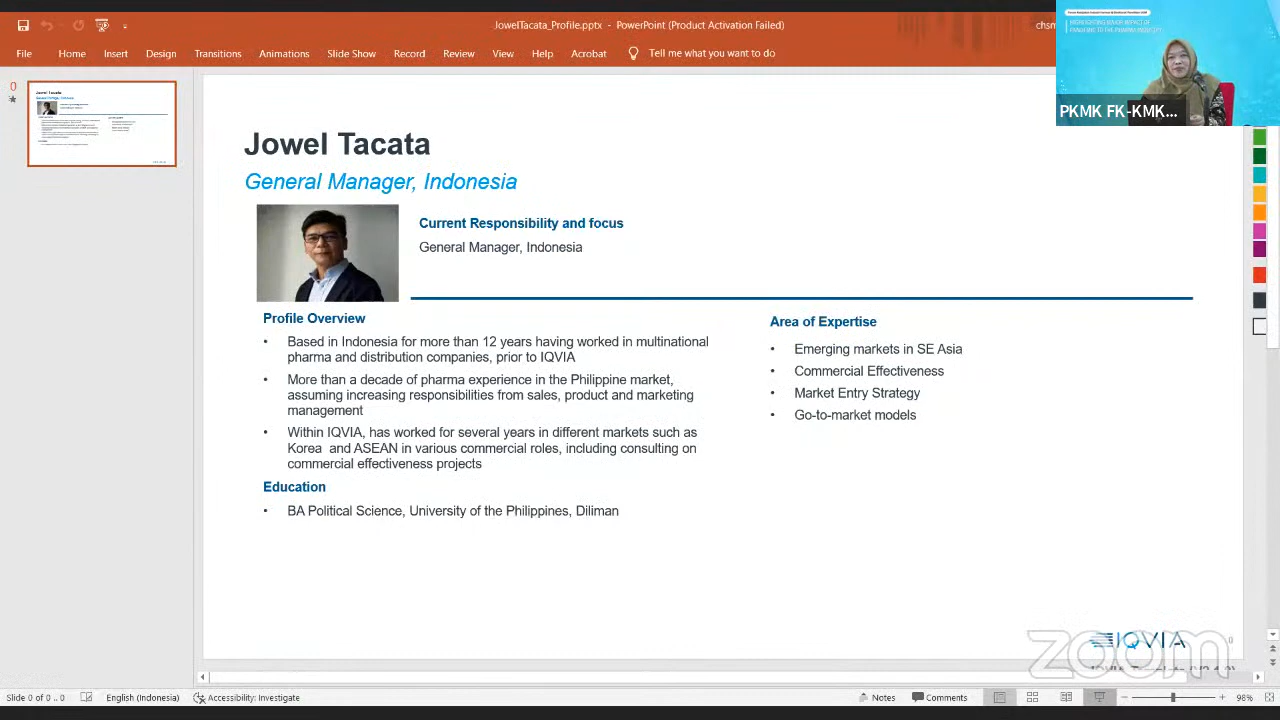 JowelTacata_Profile.pptx - PowerPoint (Product Activation Failed)
File Home Insert Design Transitions Animations Slide Show Record Review View Help Acrobat Tell me what you want to do
PKMK FK-KMK...
0
Jowel Tacata
General Manager, Indonesia
Current Responsibility and focus
General Manager, Indonesia
Profile Overview
• Based in Indonesia for more than 12 years having worked in multinational
pharma and distribution companies, prior to IQVIA
• More than a decade of pharma experience in the Philippine market,
assuming increasing responsibilities from sales, product and marketing
management
• Within IQVIA, has worked for several years in different markets such as
Korea and ASEAN in various commercial roles, including consulting on
commercial effectiveness projects
Education
• BA Political Science, University of the Philippines, Diliman
Area of Expertise
• Emerging markets in SE Asia
• Commercial Effectiveness
• Market Entry Strategy
• Go-to-market models
IQVIA
0
zoom
Slide 0 of 0 English (Indonesia) Accessibility: Investigate Notes Comments 98%